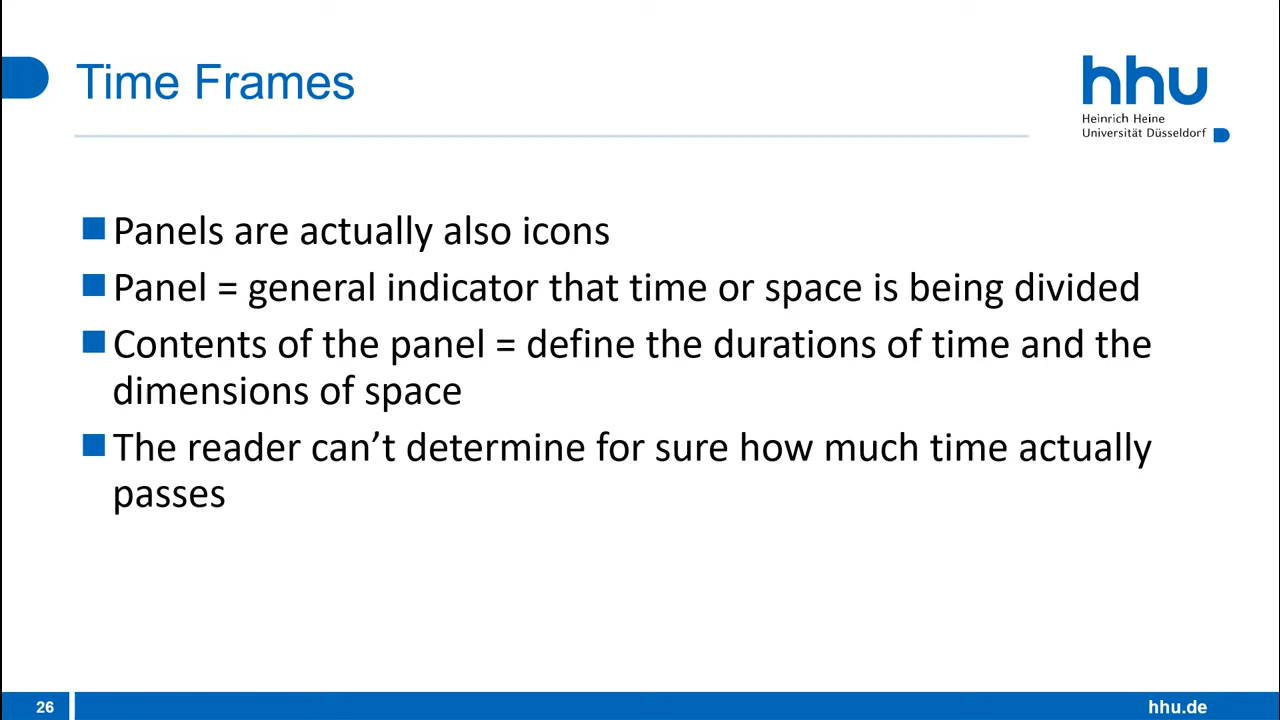 Time Frames
hhu
Heinrich Heine
Universität Düsseldorf
Panels are actually also icons
Panel = general indicator that time or space is being divided
Contents of the panel = define the durations of time and the
dimensions of space
The reader can’t determine for sure how much time actually
passes
26
hhu.de